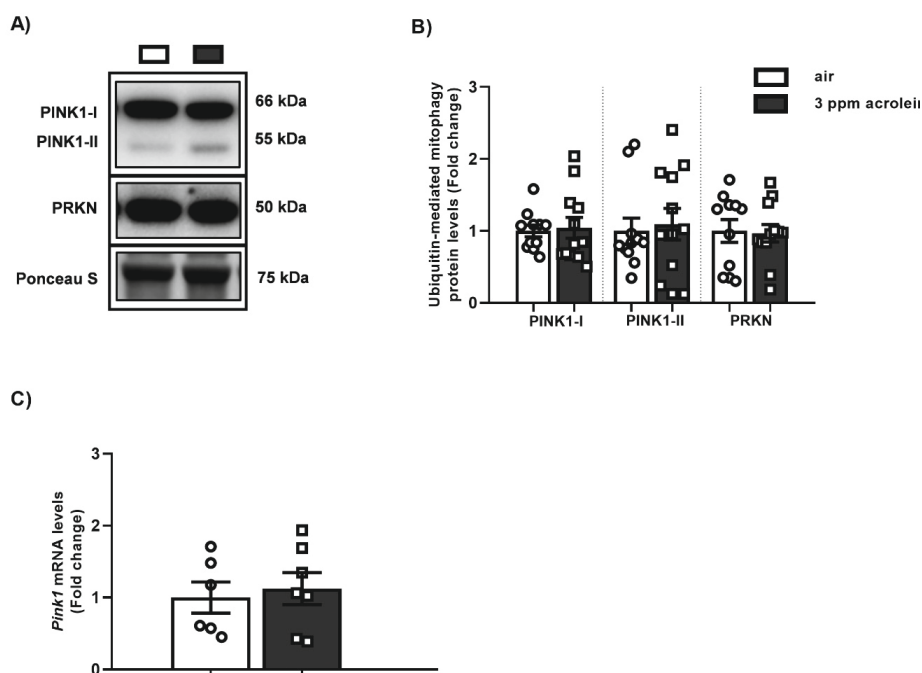 A)
PINK1-I
66 kDa
PINK1-II
55 kDa
PRKN
50 kDa
Ponceau S
75 kDa
B)
Ubiquitin-mediated mitophagy
protein levels (Fold change)
3
2
1
0
PINK1-I
PINK1-II
PRKN
air
3 ppm acrolein
C)
Pink1 mRNA levels
(Fold change)
3
2
1
0